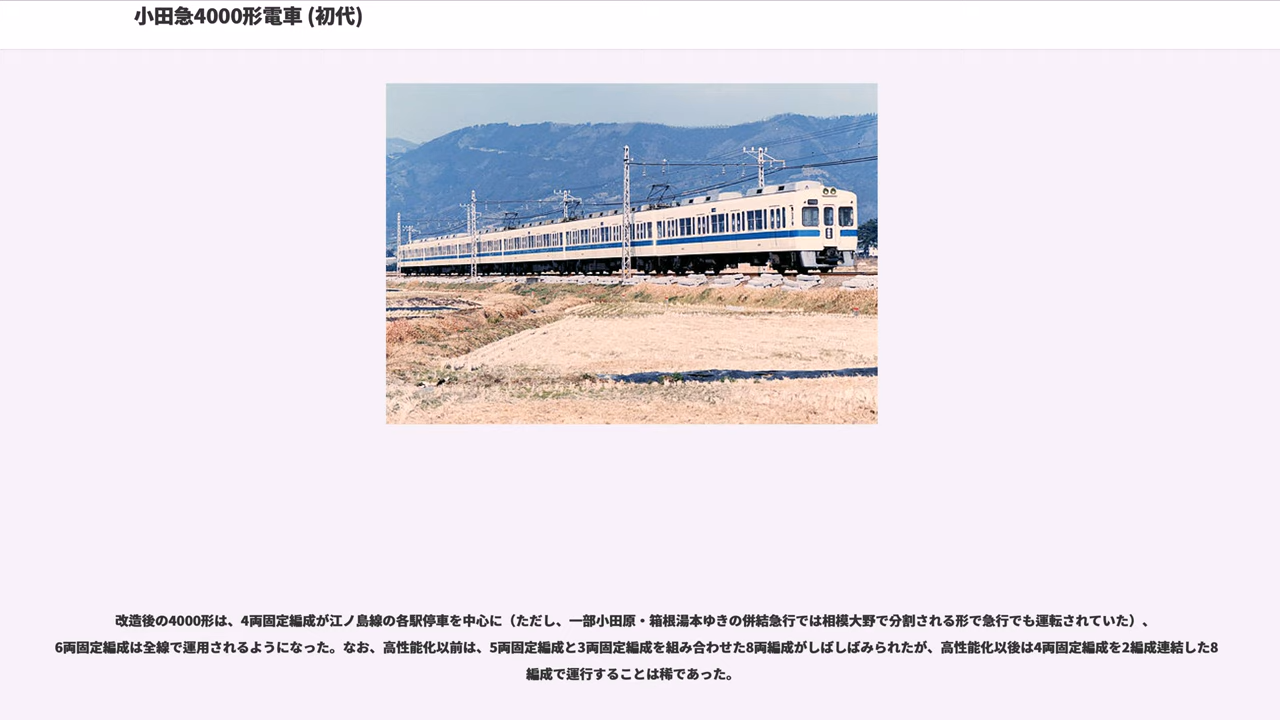 小田急4000形電車 (初代)
改造後の4000形は、4両固定編成が江ノ島線の各駅停車を中心に（ただし、一部小田原・箱根湯本ゆきの併結急行では相模大野で分割される形で急行でも運転されていた）、
6両固定編成は全線で運用されるようになった。なお、高性能化以前は、5両固定編成と3両固定編成を組み合わせた8両編成がしばしばみられたが、高性能化以後は4両固定編成を2編成連結した8
編成で運行することは稀であった。